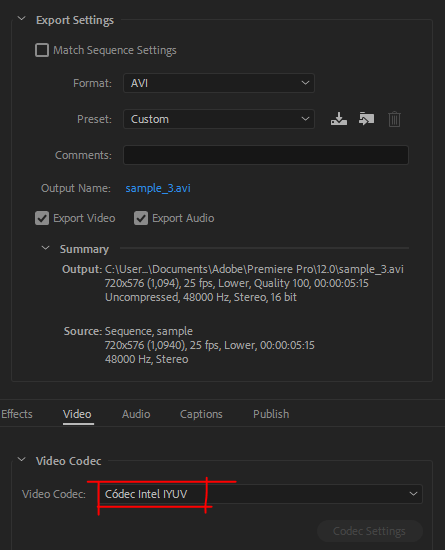 Export Settings
Match Sequence Settings
Format: AVI
Preset: Custom
Comments:
Output Name: sample_3.avi
Export Video Export Audio
Summary
Output: C:\User...\Documents\Adobe\Premiere Pro\12.0\sample_3.avi
720x576 (1,094), 25 fps, Lower, Quality 100, 00:00:05:15
Uncompressed, 48000 Hz, Stereo, 16 bit
Source: Sequence, sample
720x576 (1,0940), 25 fps, Lower, 00:00:05:15
48000 Hz, Stereo
Effects Video Audio Captions Publish
Video Codec
Video Codec: Códec Intel IYUV
Codec Settings